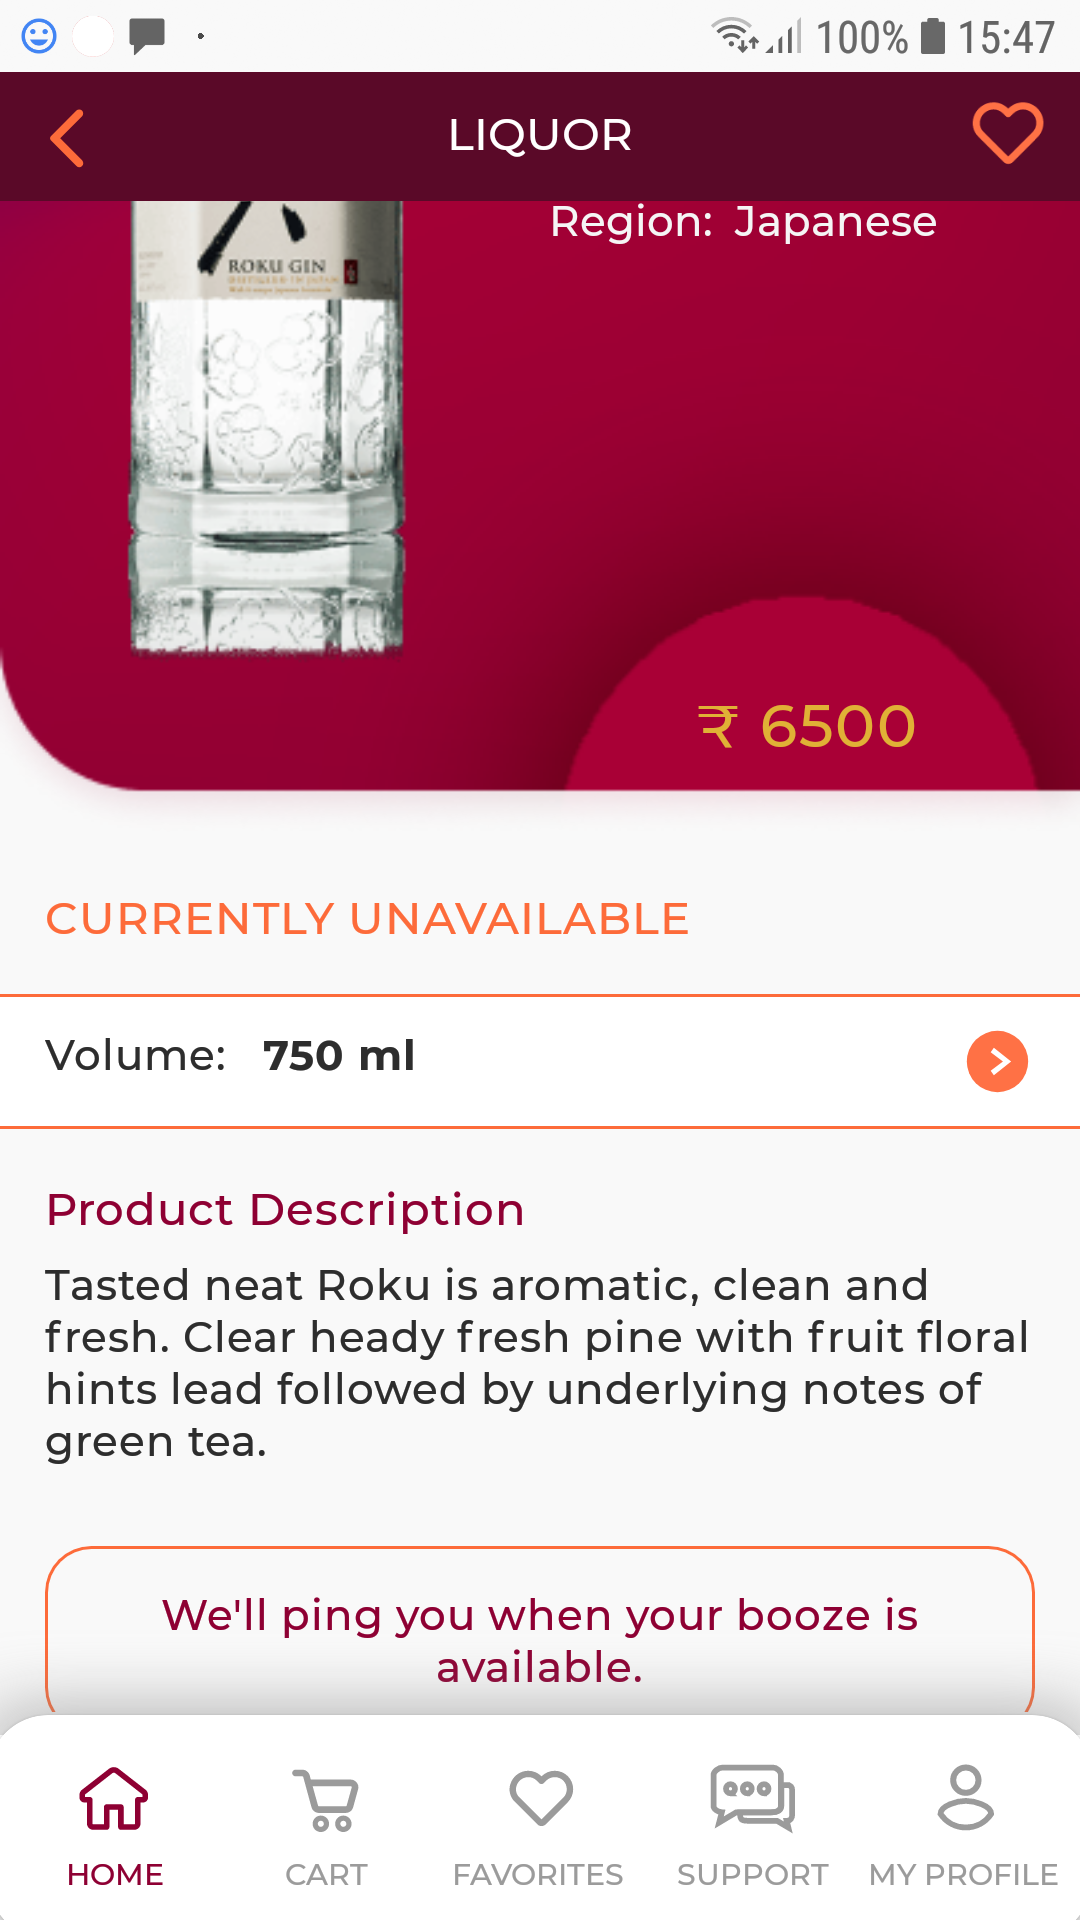 100% 15:47
LIQUOR
Region: Japanese
六
ROKU GIN
₹ 6500
CURRENTLY UNAVAILABLE
Volume: 750 ml
Product Description
Tasted neat Roku is aromatic, clean and
fresh. Clear heady fresh pine with fruit floral
hints lead followed by underlying notes of
green tea.
We'll ping you when your booze is
available.
HOME CART FAVORITES SUPPORT MY PROFILE